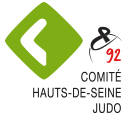 & 92
COMITÉ
HAUTS-DE-SEINE
JUDO